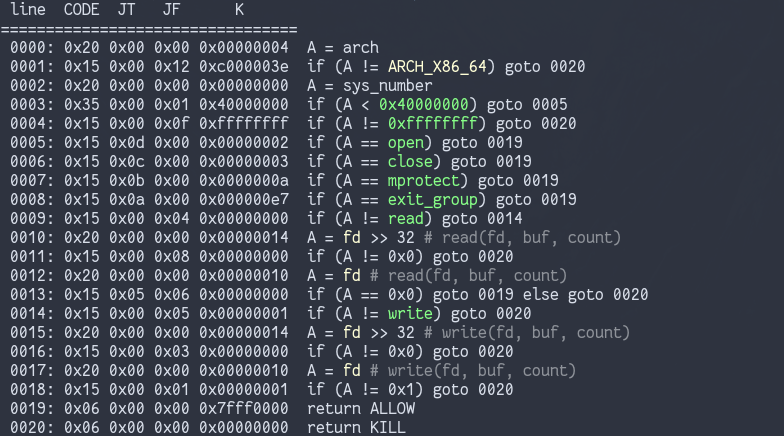 line  CODE  JT   JF      K
=================================
0000: 0x20 0x00 0x00 0x00000004  A = arch
0001: 0x15 0x00 0x12 0xc000003e  if (A != ARCH_X86_64) goto 0020
0002: 0x20 0x00 0x00 0x00000000  A = sys_number
0003: 0x35 0x00 0x01 0x40000000  if (A < 0x40000000) goto 0005
0004: 0x15 0x00 0x0f 0xffffffff  if (A != 0xffffffff) goto 0020
0005: 0x15 0x0d 0x00 0x00000002  if (A == open) goto 0019
0006: 0x15 0x0c 0x00 0x00000003  if (A == close) goto 0019
0007: 0x15 0x0b 0x00 0x0000000a  if (A == mprotect) goto 0019
0008: 0x15 0x0a 0x00 0x000000e7  if (A == exit_group) goto 0019
0009: 0x15 0x00 0x04 0x00000000  if (A != read) goto 0014
0010: 0x20 0x00 0x00 0x00000014  A = fd >> 32 # read(fd, buf, count)
0011: 0x15 0x00 0x08 0x00000000  if (A != 0x0) goto 0020
0012: 0x20 0x00 0x00 0x00000010  A = fd # read(fd, buf, count)
0013: 0x15 0x05 0x06 0x00000000  if (A == 0x0) goto 0019 else goto 0020
0014: 0x15 0x00 0x05 0x00000001  if (A != write) goto 0020
0015: 0x20 0x00 0x00 0x00000014  A = fd >> 32 # write(fd, buf, count)
0016: 0x15 0x00 0x03 0x00000000  if (A != 0x0) goto 0020
0017: 0x20 0x00 0x00 0x00000010  A = fd # write(fd, buf, count)
0018: 0x15 0x00 0x01 0x00000001  if (A != 0x1) goto 0020
0019: 0x06 0x00 0x00 0x7fff0000  return ALLOW
0020: 0x06 0x00 0x00 0x00000000  return KILL